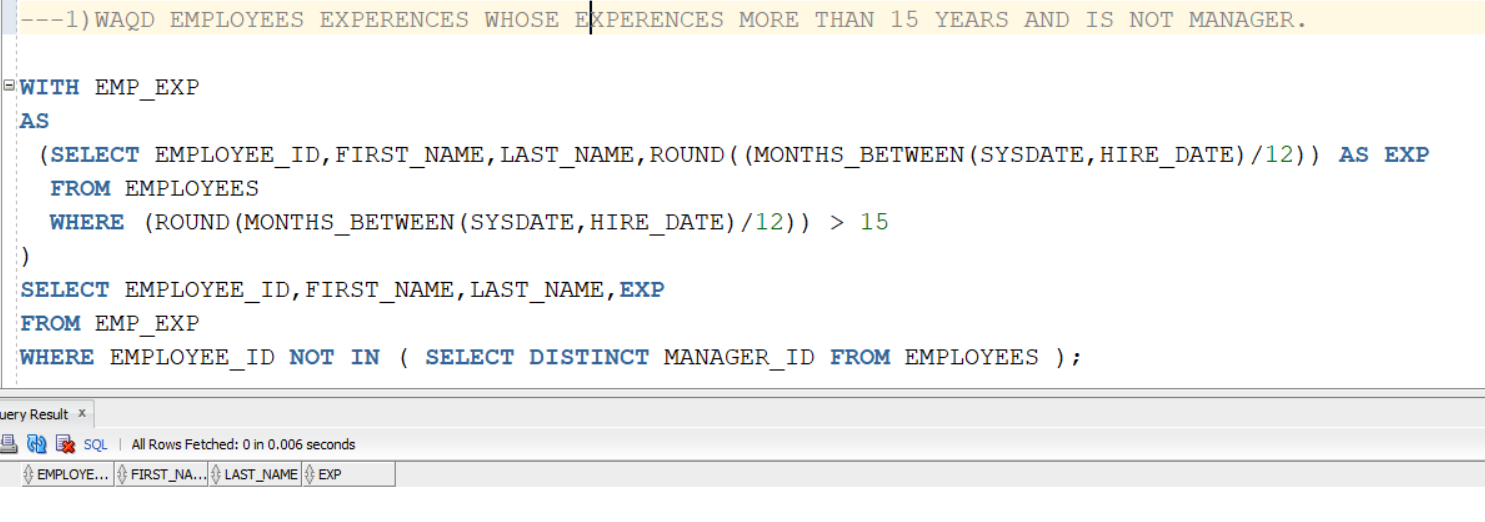 ---1)WAQD EMPLOYEES EXPERENCES WHOSE EXPERENCES MORE THAN 15 YEARS AND IS NOT MANAGER.
WITH EMP_EXP
AS
(SELECT EMPLOYEE_ID,FIRST_NAME,LAST_NAME,ROUND((MONTHS_BETWEEN(SYSDATE,HIRE_DATE)/12)) AS EXP
FROM EMPLOYEES
WHERE (ROUND(MONTHS_BETWEEN(SYSDATE,HIRE_DATE)/12)) > 15
)
SELECT EMPLOYEE_ID,FIRST_NAME,LAST_NAME,EXP
FROM EMP_EXP
WHERE EMPLOYEE_ID NOT IN ( SELECT DISTINCT MANAGER_ID FROM EMPLOYEES );
uery Result x
SQL | All Rows Fetched: 0 in 0.006 seconds
EMPLOYE... FIRST_NA... LAST_NAME EXP